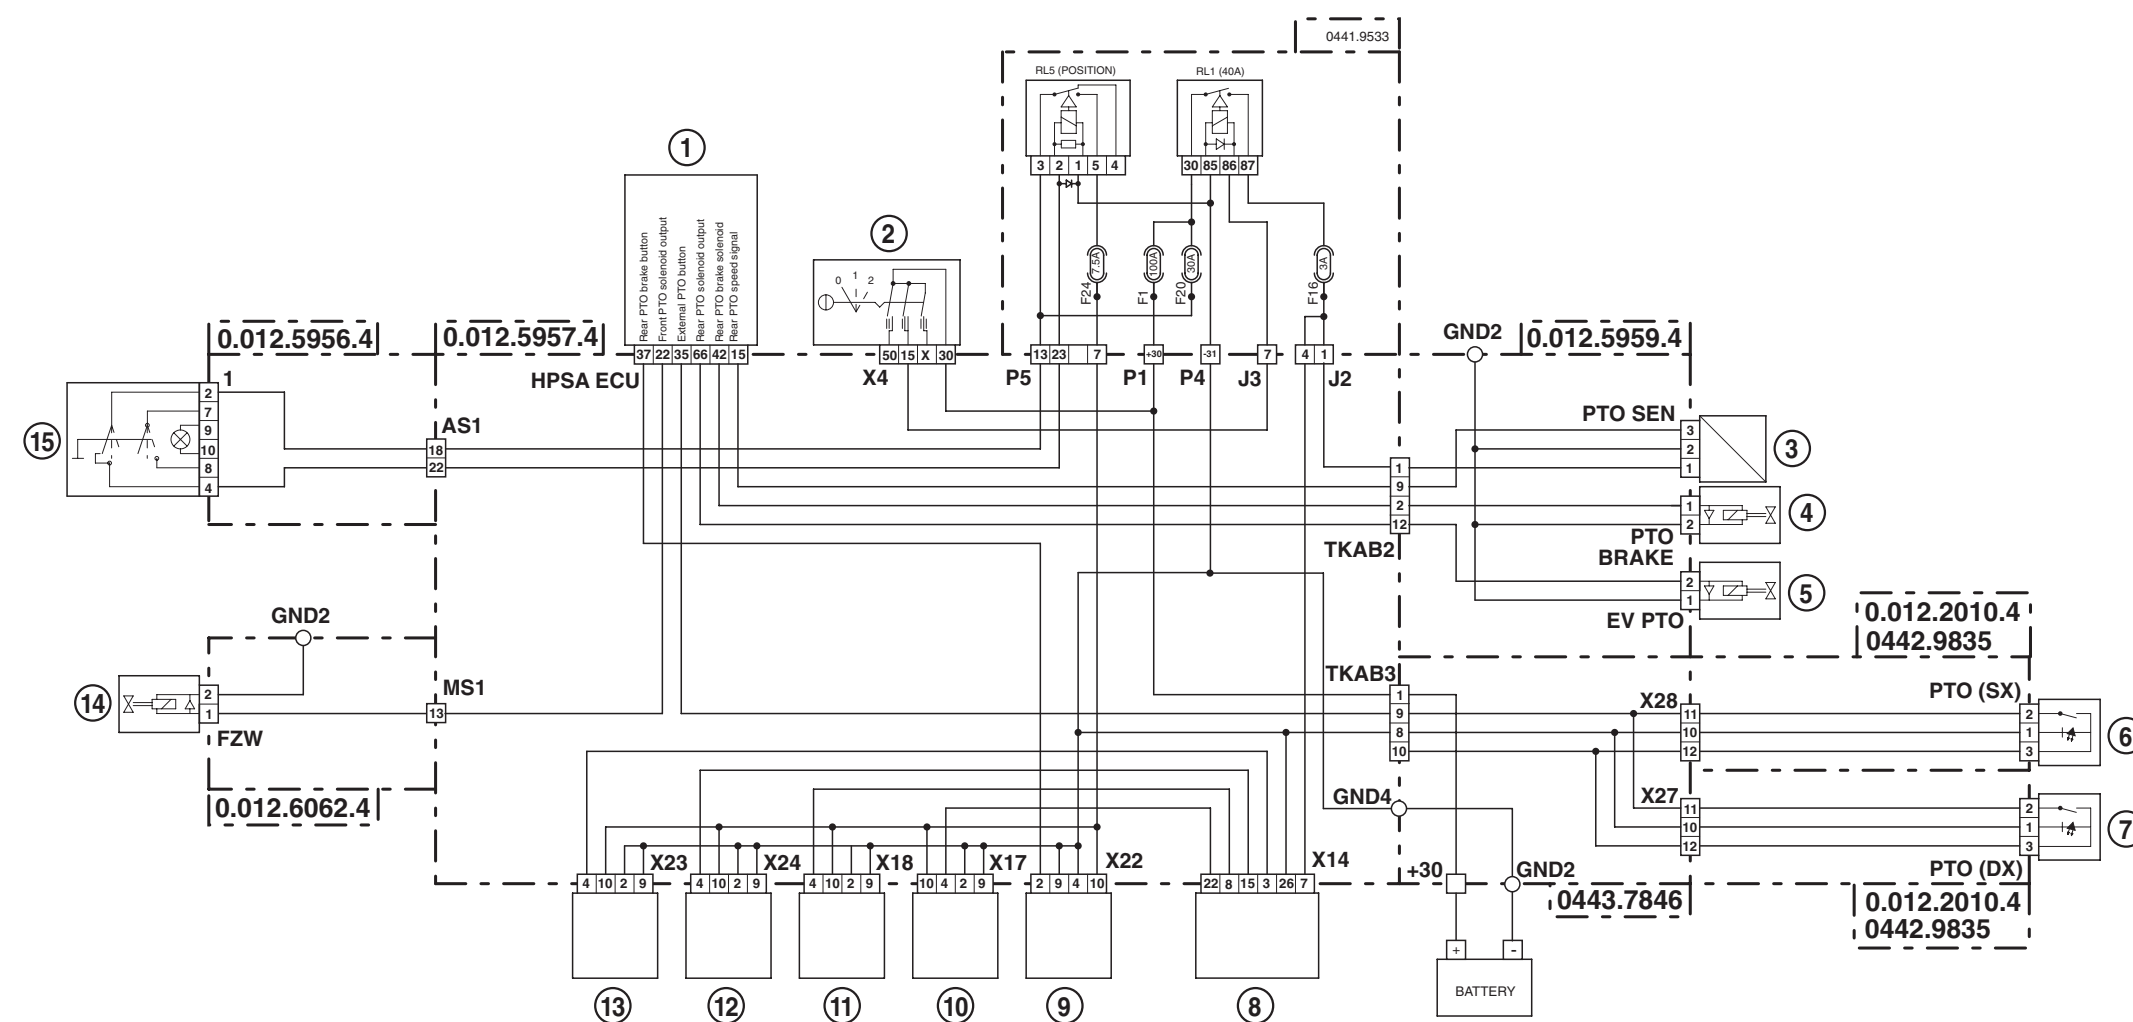 0441.9533
RL5 (POSITION)
RL1 (40A)
3 2 1 5 4
30 85 86 87
1
2
Rear PTO brake button
Front PTO solenoid output
External PTO button
Rear PTO solenoid output
Rear PTO brake solenoid
Rear PTO speed signal
0 1 2
7.5A
F24
100A
F1
30A
F20
3A
F16
0.012.5956.4
0.012.5957.4
37 22 35 66 42 15
HPSA ECU
50 15 X 30
X4
13 23 7
P5
+30
P1
-31
P4
7
J3
4 1
J2
GND2
0.012.5959.4
15
1
2
7
9
10
8
4
AS1
18
22
PTO SEN
3
2
1
3
1
9
2
12
TKAB2
1
2
PTO
BRAKE
4
2
1
EV PTO
5
GND2
14
2
1
FZW
MS1
13
0.012.6062.4
0.012.2010.4
0442.9835
TKAB3
1
9
8
10
X28
11
10
12
PTO (SX)
2
1
3
6
X27
11
10
12
2
1
3
7
PTO (DX)
GND4
X23
4 10 2 9
X24
4 10 2 9
X18
4 10 2 9
X17
10 4 2 9
X22
2 9 4 10
X14
22 8 15 3 26 7
+30
GND2
0443.7846
0.012.2010.4
0442.9835
+ -
BATTERY
13
12
11
10
9
8